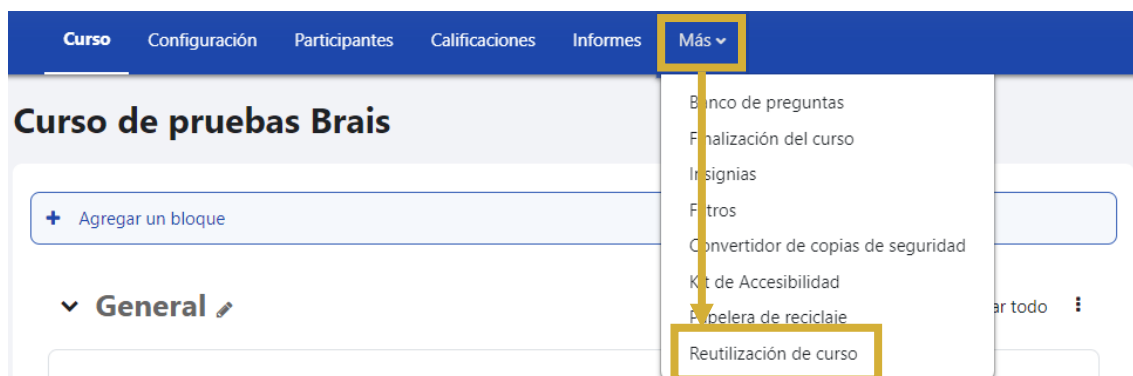 Curso Configuración Participantes Calificaciones Informes Más
Curso de pruebas Brais
Agregar un bloque
General
Banco de preguntas
Finalización del curso
Insignias
Filtros
Convertidor de copias de seguridad
Kit de Accesibilidad
Papelera de reciclaje
Reutilización de curso
ar todo